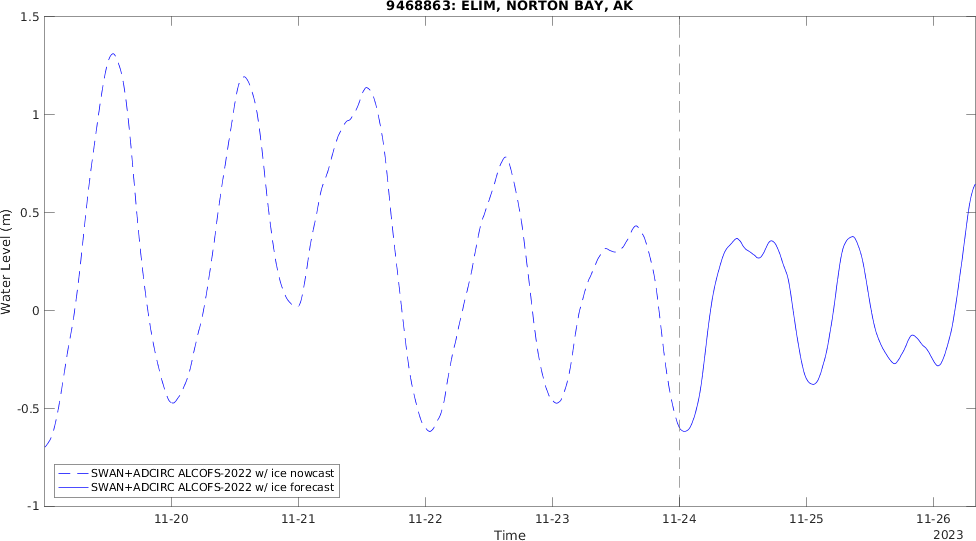 9468863: ELIM, NORTON BAY, AK
1.5
1
0.5
0
-0.5
-1
Water Level (m)
SWAN+ADCIRC ALCOFS-2022 w/ ice nowcast
SWAN+ADCIRC ALCOFS-2022 w/ ice forecast
11-20
11-21
11-22
11-23
11-24
11-25
11-26
Time
2023